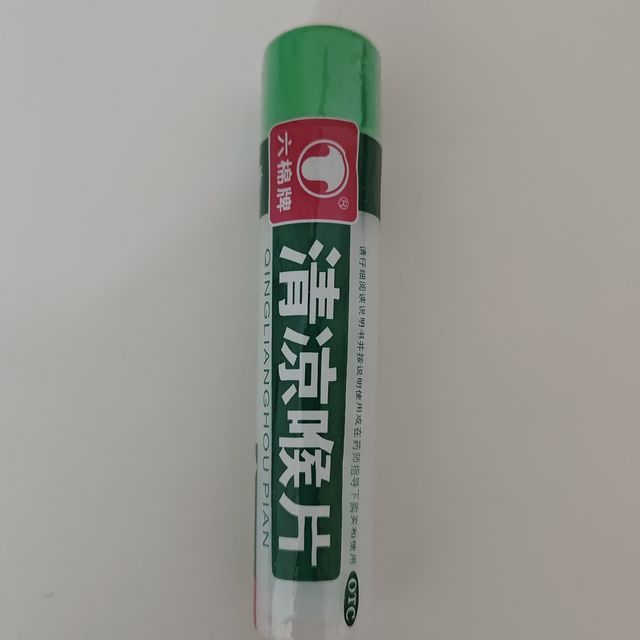 六棉牌
®
清凉喉片
QINGLIANGHOU PIAN
请仔细阅读说明书并按说明使用或在药师指导下购买和使用
OTC